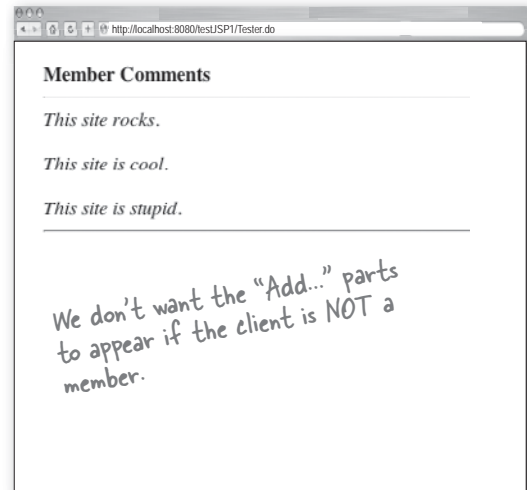 http://localhost:8080/testJSP1/Tester.do
Member Comments
This site rocks.
This site is cool.
This site is stupid.
We don't want the "Add..." parts
to appear if the client is NOT a
member.